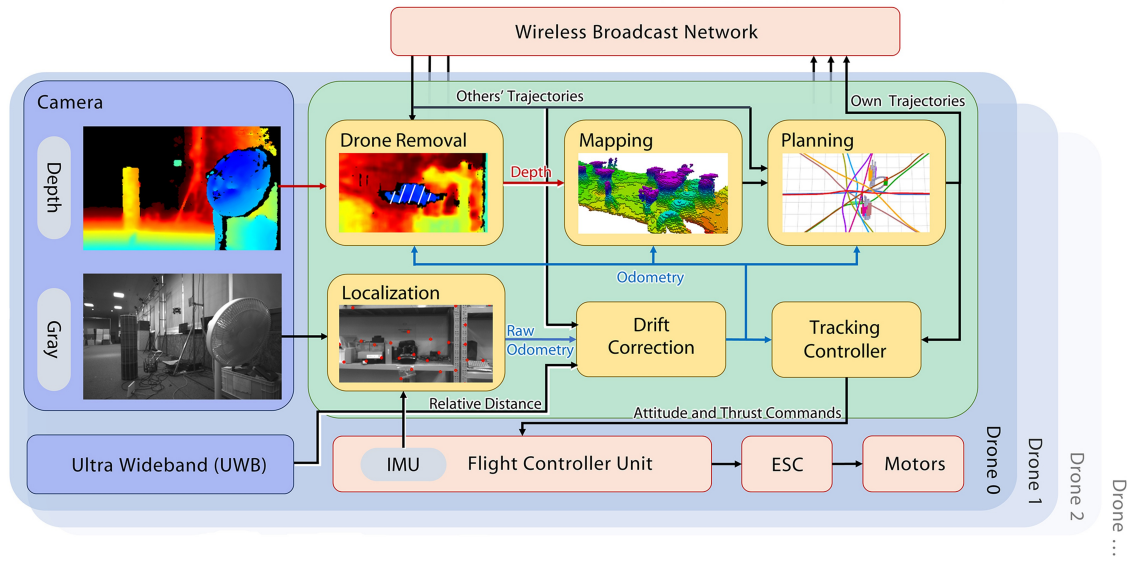 Wireless Broadcast Network
Camera
Others' Trajectories
Own Trajectories
Depth
Drone Removal
Depth
Mapping
Planning
Odometry
Gray
Localization
Raw
Odometry
Drift
Correction
Tracking
Controller
Relative Distance
Attitude and Thrust Commands
Ultra Wideband (UWB)
IMU
Flight Controller Unit
ESC
Motors
Drone 0
Drone 1
Drone 2
Drone ...